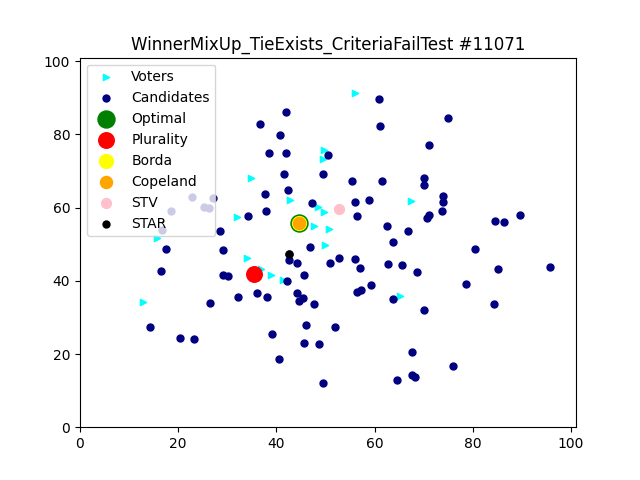 WinnerMixUp_TieExists_CriteriaFailTest #11071
Voters
Candidates
Optimal
Plurality
Borda
Copeland
STV
STAR
100
80
60
40
20
0
0 20 40 60 80 100